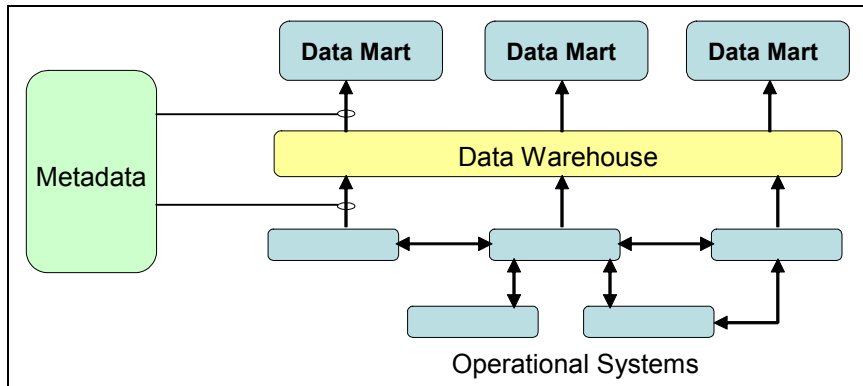 Data Mart
Data Mart
Data Mart
Data Warehouse
Metadata
Operational Systems